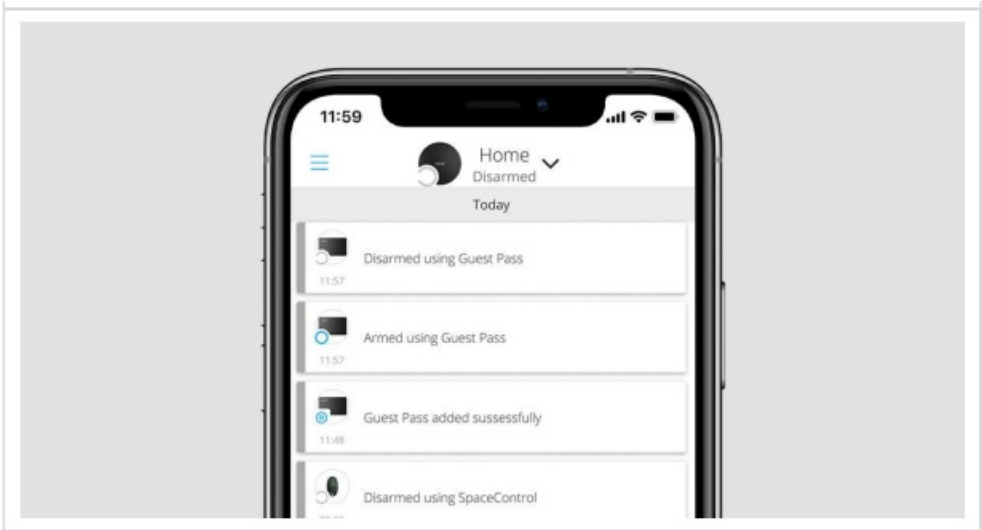 11:59
Home
Disarmed
Today
Disarmed using Guest Pass
11:57
Armed using Guest Pass
11:57
Guest Pass added sussessfully
11:48
Disarmed using SpaceControl